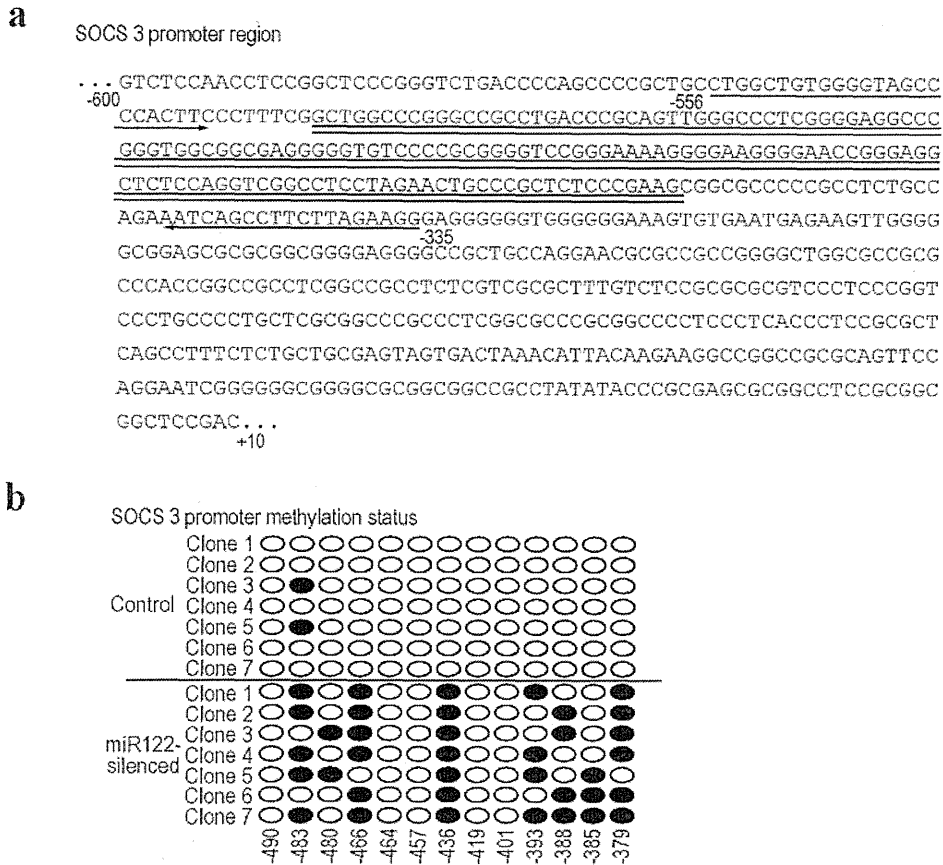 a
SOCS 3 promoter region
...GTCTCCAACCTCCGGCTCCCGGGTCTGACCCCAGCCCCGCTGCCTGGCTGTGGGGTAGCC
-600
-556
CCACTTCCCTTTCGGCTGGCCCGGGCCGCCTGACCCGCAGTTGGGCCCTCGGGGAGGCCC
GGGTGGCGGCGAGGGGGTGTCCCCGCGGGGTCCGGGAAAAGGGGAAGGGGAACCGGGAGG
CTCTCCAGGTCGGCCTCCTAGAACTGCCCGCTCTCCCGAAGCGGCGCCCCCGCCTCTGCC
AGAAATCAGCCTTCTTAGAAGGGAGGGGGGTGGGGGGAAAGTGTGAATGAGAAGTTGGGG
-335
GCGGAGCGCGCGGCGGGGAGGGGCCGCTGCCAGGAACGCGCCGCCGGGGCTGGCGCCGCG
CCCACCGGCCGCCTCGGCCGCCTCTCGTCGCGCTTTGTCTCCGCGCGCGTCCCTCCCGGT
CCCTGCCCCTGCTCGCGGCCCGCCCTCGGCGCCCGCGGCCCCTCCCTCACCCTCCGCGCT
CAGCCTTTCTCTGCTGCGAGTAGTGACTAAACATTACAAGAAGGCCGGCCGCGCAGTTCC
AGGAATCGGGGGGCGGGGCGCGGCGGCCGCCTATATACCCGCGAGCGCGGCCTCCGCGGC
GGCTCCGAC...
+10
b
SOCS 3 promoter methylation status
Clone 1
Clone 2
Clone 3
Control
Clone 4
Clone 5
Clone 6
Clone 7
Clone 1
Clone 2
Clone 3
miR122-
silenced
Clone 4
Clone 5
Clone 6
Clone 7
-490 -483 -480 -466 -464 -457 -436 -419 -401 -393 -388 -385 -379